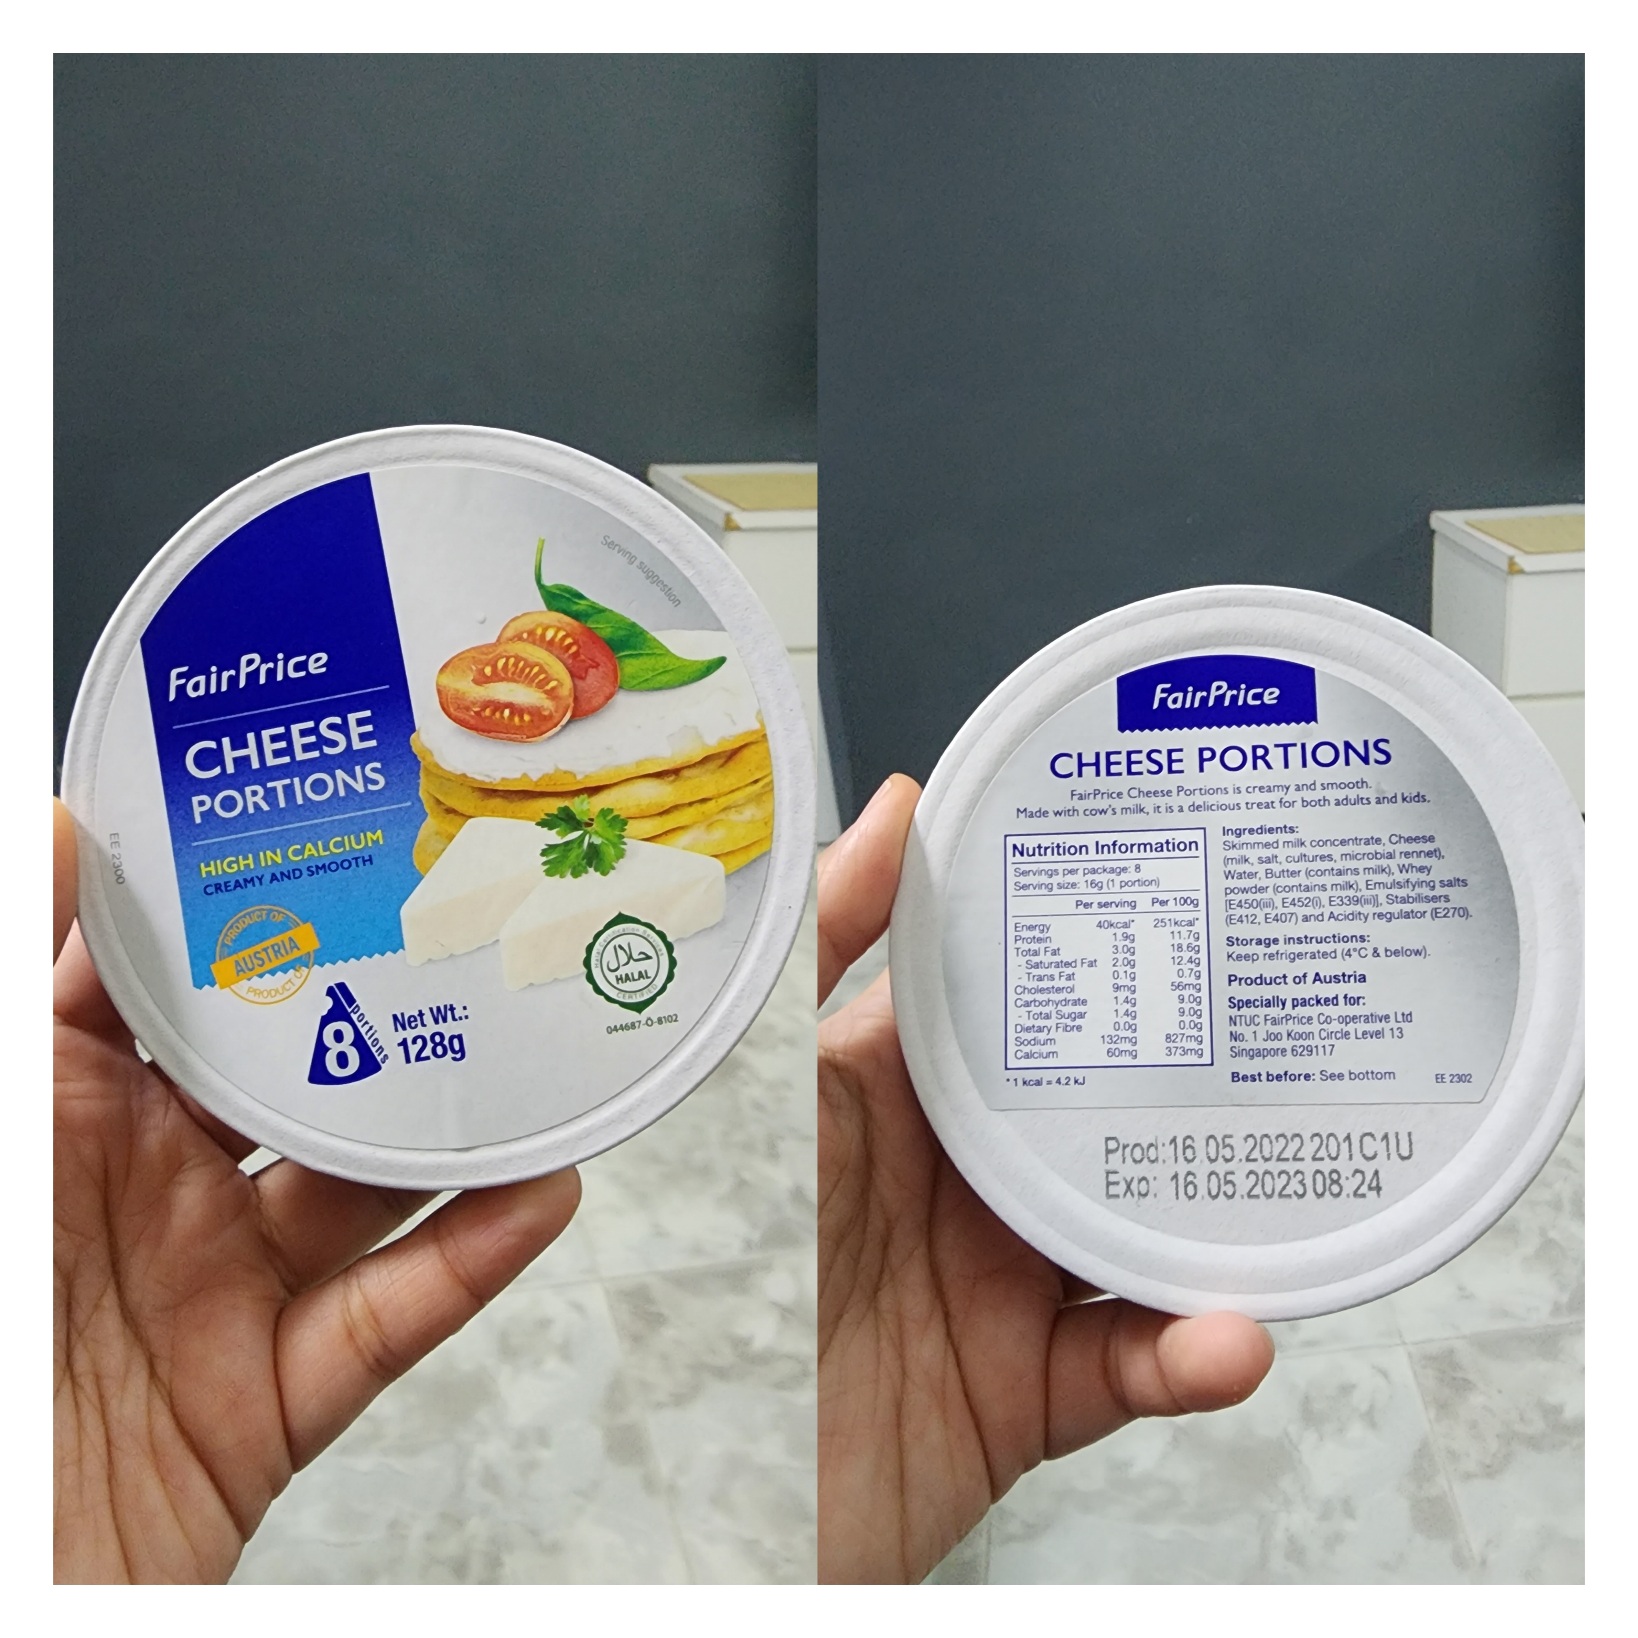 Serving suggestion
FairPrice
CHEESE
PORTIONS
HIGH IN CALCIUM
CREAMY AND SMOOTH
EE 2300
PRODUCT OF
AUSTRIA
PRODUCT OF
8 portions
Net Wt.:
128g
حلال
HALAL
CERTIFIED
044687-O-8102
FairPrice
CHEESE PORTIONS
FairPrice Cheese Portions is creamy and smooth.
Made with cow's milk, it is a delicious treat for both adults and kids.
Nutrition Information
Servings per package: 8
Serving size: 16g (1 portion)
Per serving Per 100g
Energy 40kcal* 251kcal*
Protein 1.9g 11.7g
Total Fat 3.0g 18.6g
- Saturated Fat 2.0g 12.4g
- Trans Fat 0.1g 0.7g
Cholesterol 9mg 56mg
Carbohydrate 1.4g 9.0g
- Total Sugar 1.4g 9.0g
Dietary Fibre 0.0g 0.0g
Sodium 132mg 827mg
Calcium 60mg 373mg
* 1 kcal = 4.2 kJ
Ingredients:
Skimmed milk concentrate, Cheese
(milk, salt, cultures, microbial rennet),
Water, Butter (contains milk), Whey
powder (contains milk), Emulsifying salts
[E450(iii), E452(i), E339(iii)], Stabilisers
(E412, E407) and Acidity regulator (E270).
Storage instructions:
Keep refrigerated (4°C & below).
Product of Austria
Specially packed for:
NTUC FairPrice Co-operative Ltd
No. 1 Joo Koon Circle Level 13
Singapore 629117
Best before: See bottom
EE 2302
Prod:16.05.2022 201C1U
Exp: 16.05.2023 08:24